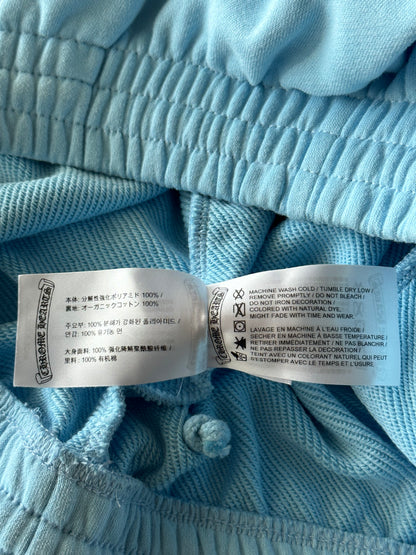 CHROME HEARTS
本体: 分解性強化ポリアミド 100% /
裏地: オーガニックコットン 100%
주요부: 100% 분해가 강화된 폴리아미드 /
안감: 100% 유기농 면
大身面料: 100% 強化降解聚酰胺纤维 /
里料: 100% 有机棉
CHROME HEARTS
MACHINE WASH COLD / TUMBLE DRY LOW /
REMOVE PROMPTLY / DO NOT BLEACH /
DO NOT IRON DECORATION /
COLORED WITH NATURAL DYE,
MIGHT FADE WITH TIME AND WEAR.
LAVAGE EN MACHINE À L'EAU FROIDE /
SÉCHER EN MACHINE À BASSE TEMPÉRATURE /
RETIRER IMMÉDIATEMENT / NE PAS BLANCHIR /
NE PAS REPASSER LA DÉCORATION /
TEINT AVEC UN COLORANT NATUREL, QUI PEUT
S'ESTOMPER AVEC LE TEMPS ET L'USURE.